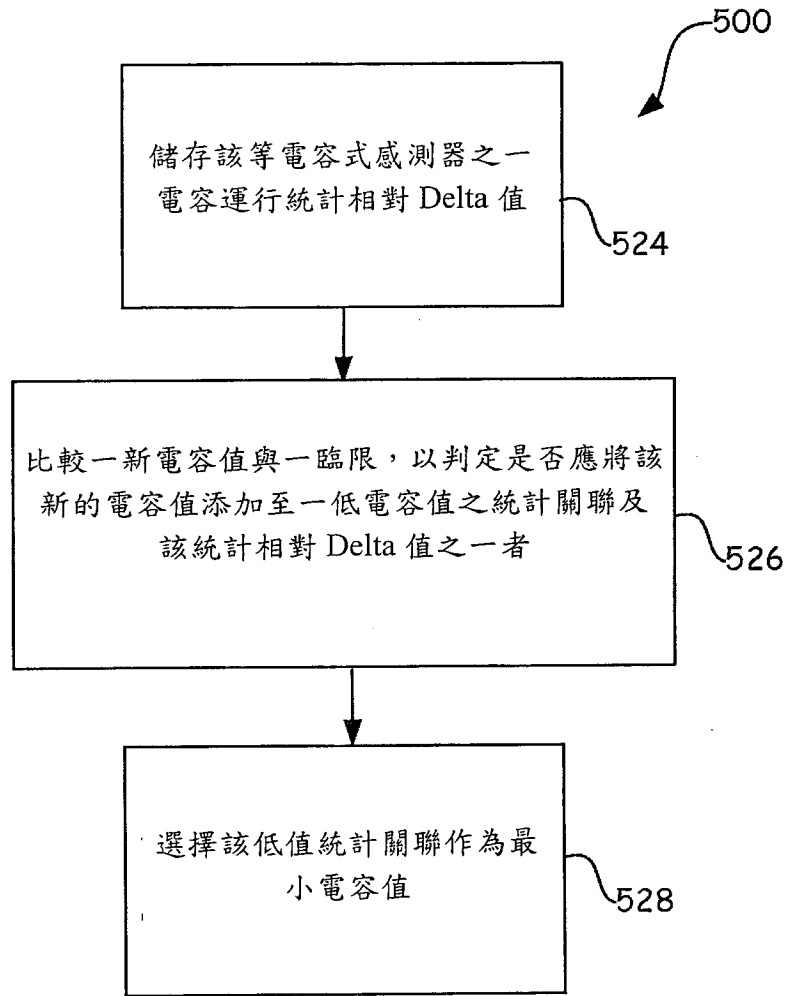 500
儲存該等電容式感測器之一
電容運行統計相對 Delta 值
524
比較一新電容值與一臨限，以判定是否應將該
新的電容值添加至一低電容值之統計關聯及
該統計相對 Delta 值之一者
526
選擇該低值統計關聯作為最
小電容值
528